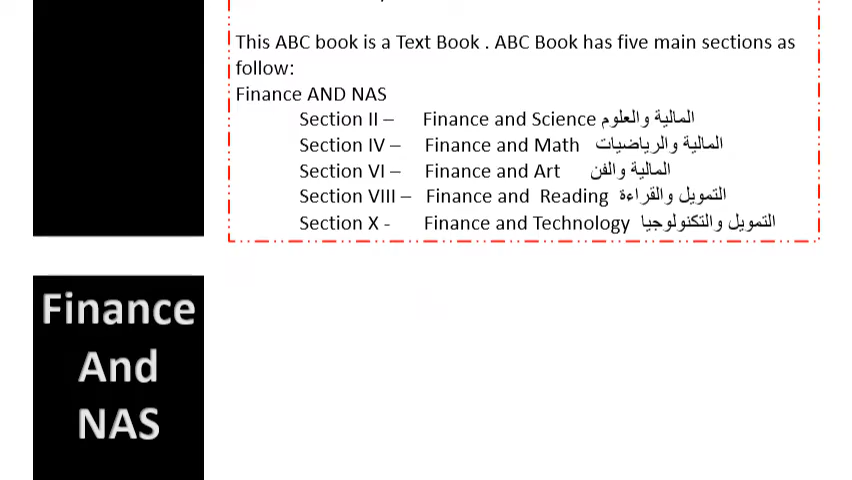 This ABC book is a Text Book . ABC Book has five main sections as
follow:
Finance AND NAS
Section II – Finance and Science المالية والعلوم
Section IV – Finance and Math المالية والرياضيات
Section VI – Finance and Art المالية والفن
Section VIII – Finance and Reading التمويل والقراءة
Section X - Finance and Technology التمويل والتكنولوجيا
Finance
And
NAS